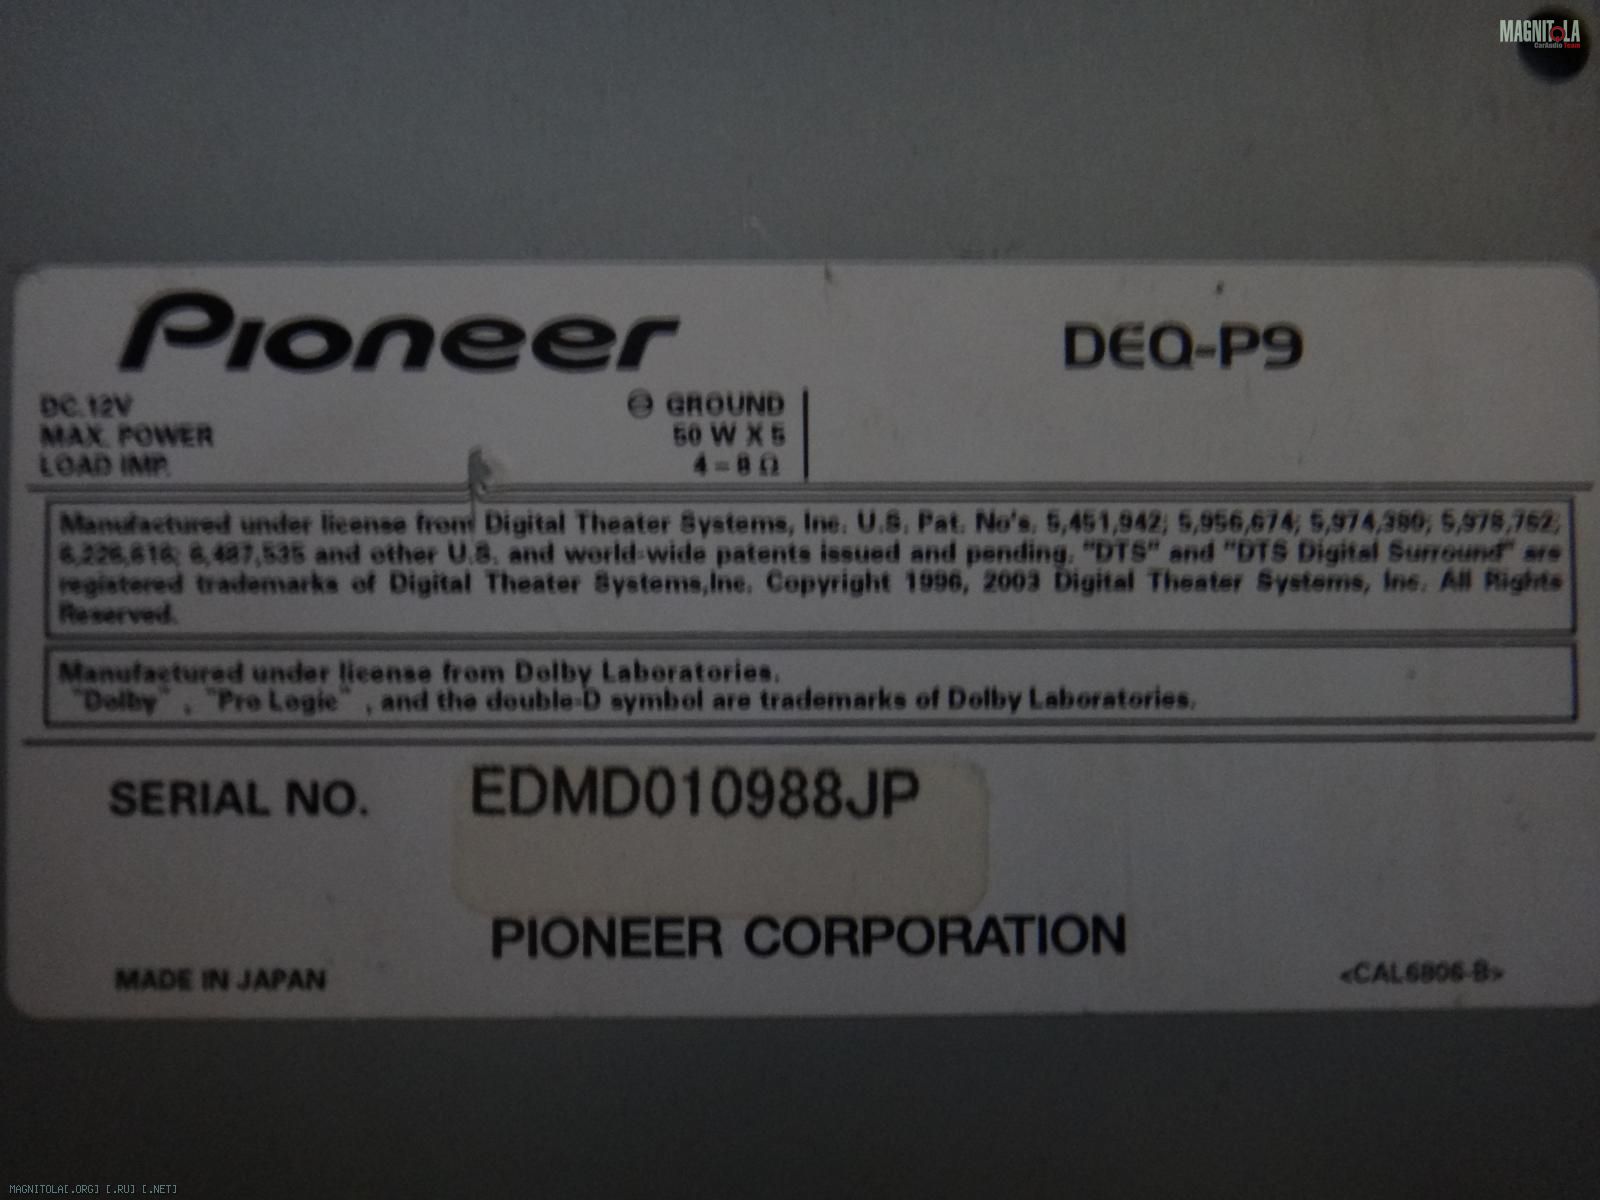 MAGNITOLA
CarAudio Team
Pioneer
DEQ-P9
DC.12V ⊖ GROUND
MAX. POWER 50 W X 5
LOAD IMP. 4 – 8 Ω
Manufactured under license from Digital Theater Systems, Inc. U.S. Pat. No's, 5,451,942; 5,956,674; 5,974,380; 5,978,762;
6,226,616; 6,487,535 and other U.S. and world-wide patents issued and pending. "DTS" and "DTS Digital Surround" are
registered trademarks of Digital Theater Systems,Inc. Copyright 1996, 2003 Digital Theater Systems, Inc. All Rights
Reserved.
Manufactured under license from Dolby Laboratories.
"Dolby" , "Pro Logic" , and the double-D symbol are trademarks of Dolby Laboratories.
SERIAL NO. EDMD010988JP
PIONEER CORPORATION
MADE IN JAPAN <CAL6806-B>
MAGNITOLA[.ORG] [.RU] [.NET]